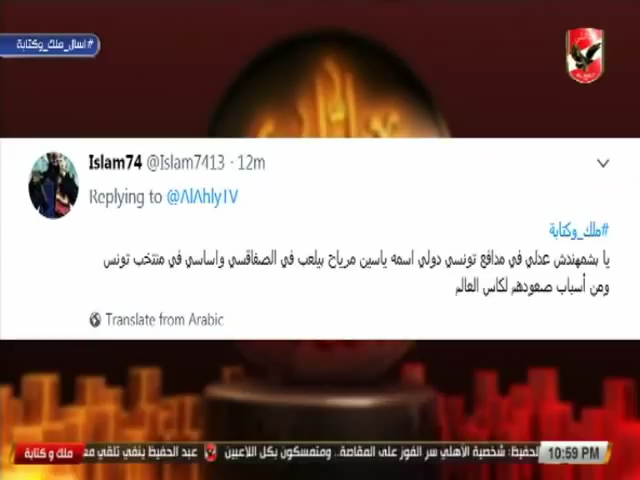 #اسال_ملك_وكتابة
Islam74 @Islam7413 · 12m
Replying to @AlAhlyTV
#ملك_وكتابة
يا بشمهندش عدلي في مدافع تونسي دولي اسمه ياسين مرياح بيلعب في الصفاقسي واساسي في منتخب تونس
ومن أسباب صعودهم لكاس العالم
Translate from Arabic
ملك و كتابة
لحفيظ: شخصية الأهلي سر الفوز على المقاصة.. ومتمسكون بكل اللاعبين
عبد الحفيظ ينفي تلقي
10:59 PM